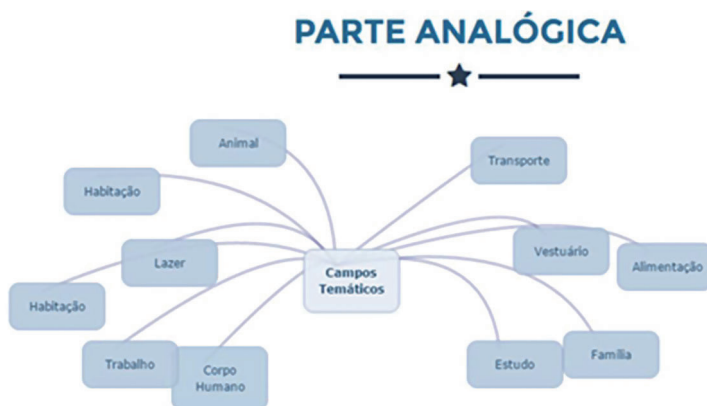 PARTE ANALÓGICA
Animal
Transporte
Habitação
Lazer
Vestuário
Alimentação
Campos
Temáticos
Habitação
Trabalho
Corpo
Humano
Estudo
Família